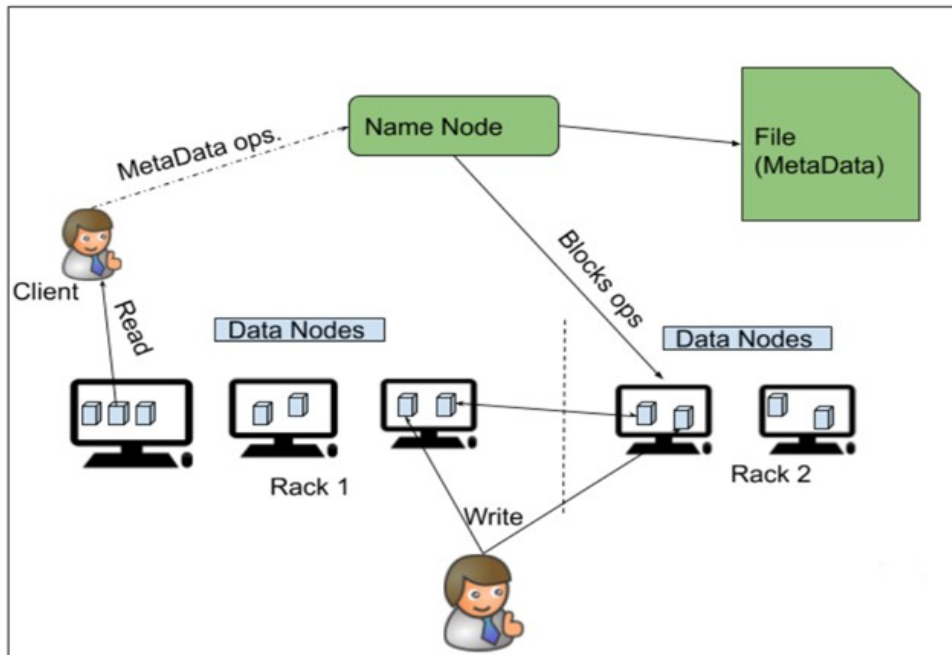 Name Node
File
(MetaData)
MetaData ops.
Blocks ops
Client
Read
Data Nodes
Data Nodes
Rack 1
Rack 2
Write